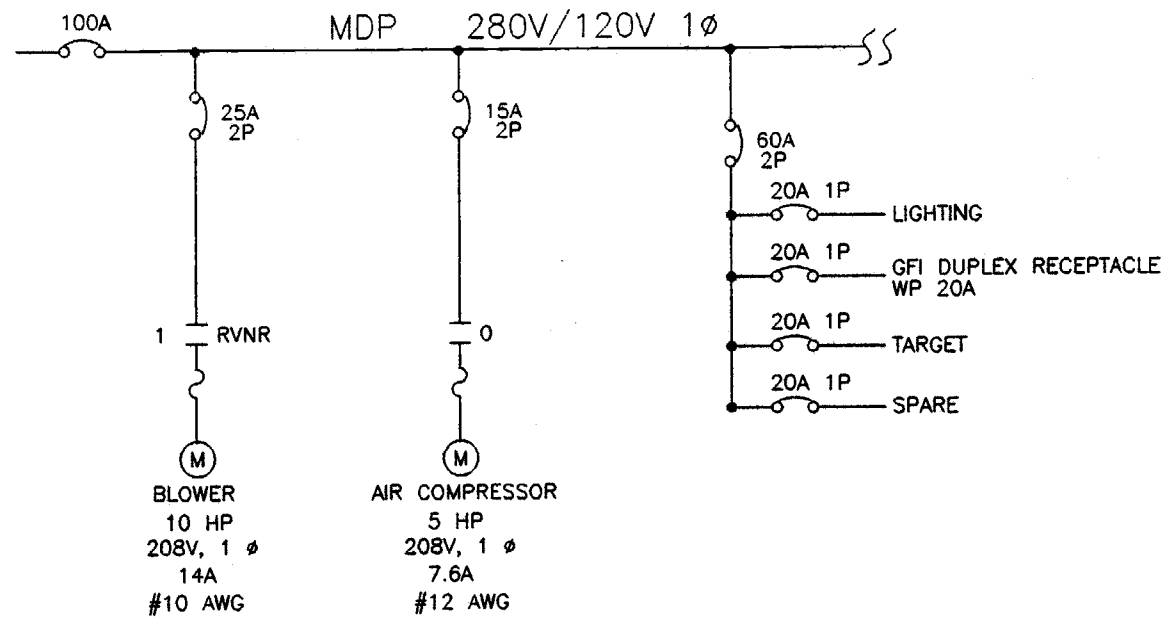 100A
MDP 280V/120V 1ø
25A
2P
15A
2P
60A
2P
20A 1P
LIGHTING
20A 1P
GFI DUPLEX RECEPTACLE
WP 20A
20A 1P
TARGET
20A 1P
SPARE
1 RVNR
0
M
BLOWER
10 HP
208V, 1 ø
14A
#10 AWG
M
AIR COMPRESSOR
5 HP
208V, 1 ø
7.6A
#12 AWG